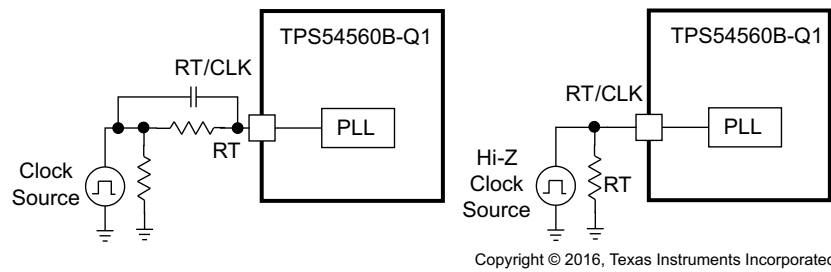 TPS54560B-Q1
RT/CLK
PLL
RT
Clock
Source
TPS54560B-Q1
RT/CLK
PLL
Hi-Z
Clock
Source
RT
Copyright © 2016, Texas Instruments Incorporated